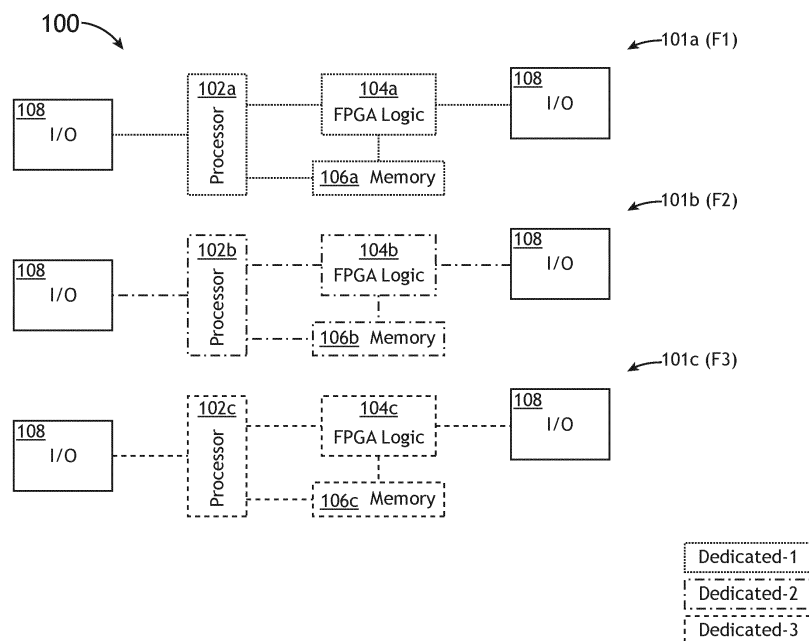 100
101a (F1)
108
I/O
102a
Processor
104a
FPGA Logic
106a Memory
108
I/O
101b (F2)
108
I/O
102b
Processor
104b
FPGA Logic
106b Memory
108
I/O
101c (F3)
108
I/O
102c
Processor
104c
FPGA Logic
106c Memory
108
I/O
Dedicated-1
Dedicated-2
Dedicated-3